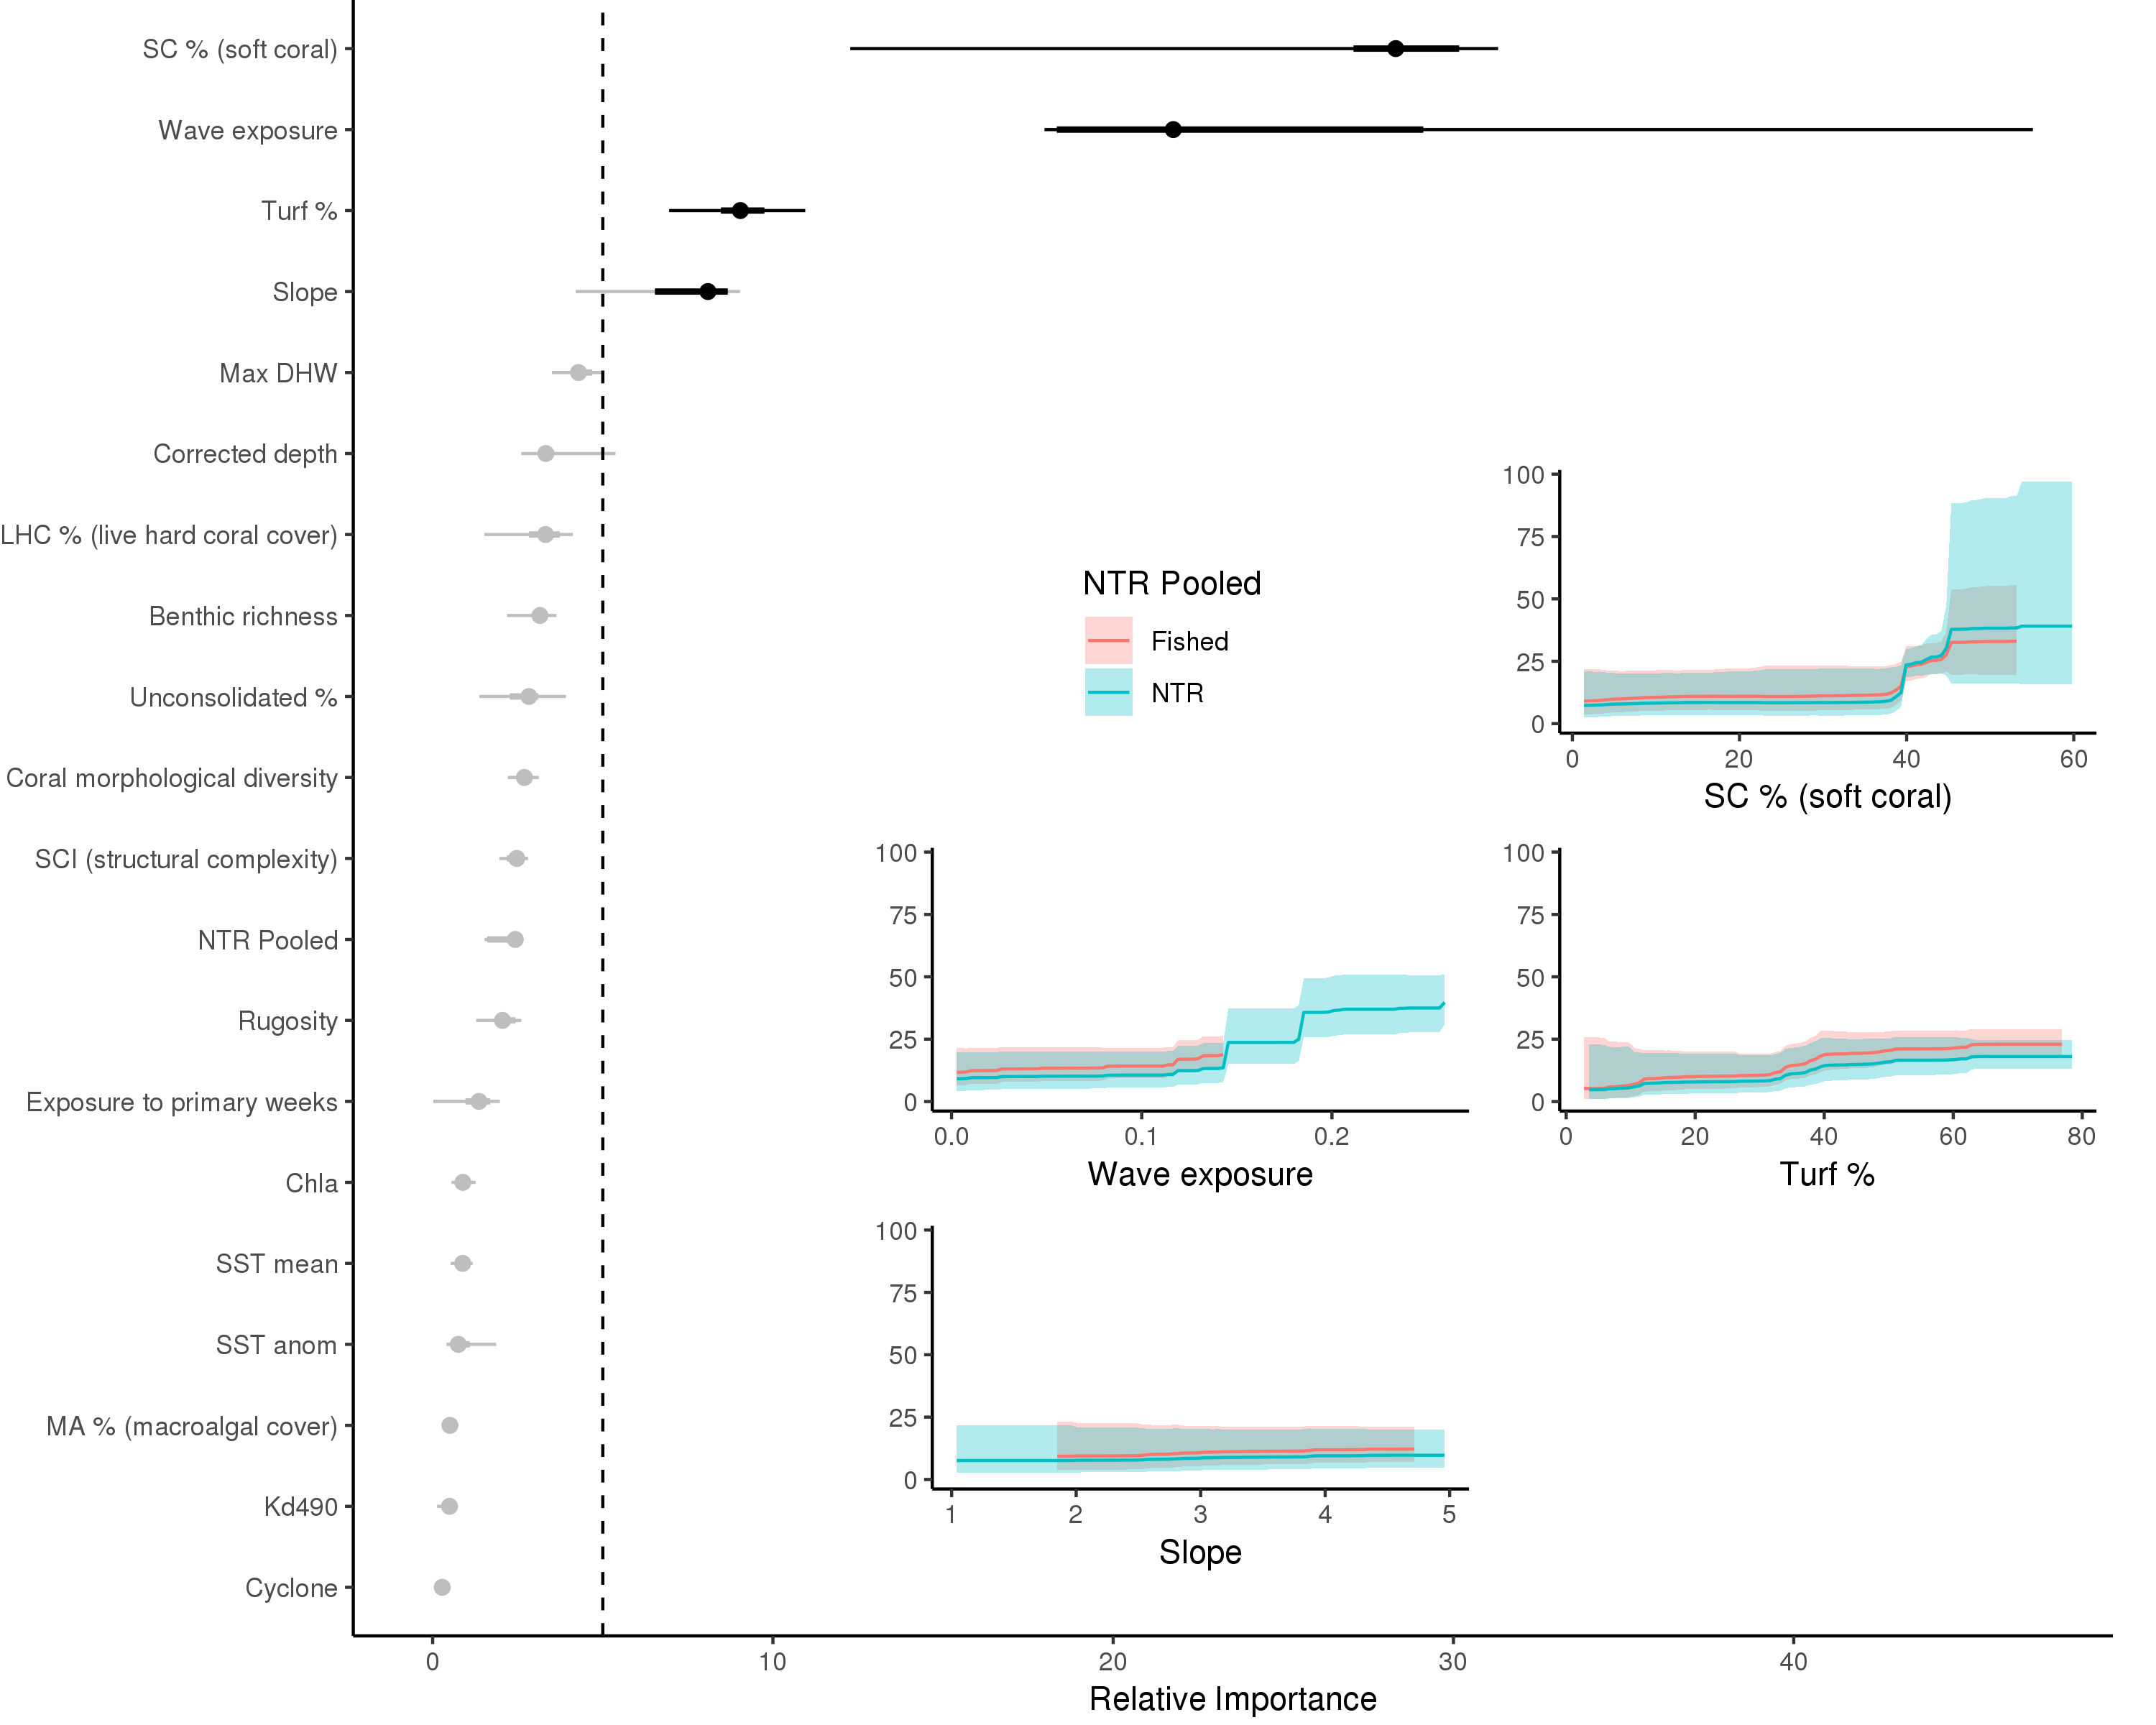 SC % (soft coral)
Wave exposure
Turf %
Slope
Max DHW
Corrected depth
LHC % (live hard coral cover)
Benthic richness
Unconsolidated %
Coral morphological diversity
SCI (structural complexity)
NTR Pooled
Rugosity
Exposure to primary weeks
Chla
SST mean
SST anom
MA % (macroalgal cover)
Kd490
Cyclone
0 10 20 30 40
Relative Importance
NTR Pooled
Fished
NTR
100
75
50
25
0
0 20 40 60
SC % (soft coral)
100
75
50
25
0
0.0 0.1 0.2
Wave exposure
100
75
50
25
0
0 20 40 60 80
Turf %
100
75
50
25
0
1 2 3 4 5
Slope